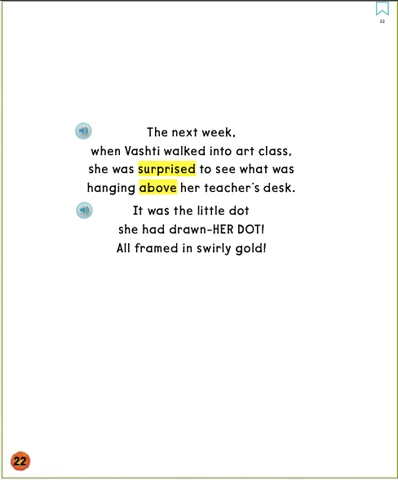 22
The next week,
when Vashti walked into art class,
she was surprised to see what was
hanging above her teacher's desk.
It was the little dot
she had drawn-HER DOT!
All framed in swirly gold!
22